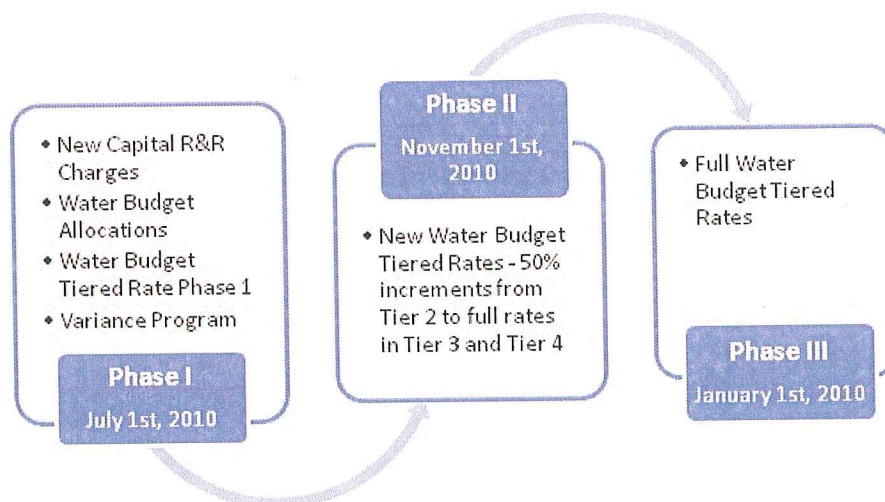 • New Capital R&R
Charges
• Water Budget
Allocations
• Water Budget
Tiered Rate Phase 1
• Variance Program
Phase I
July 1st, 2010
Phase II
November 1st,
2010
• New Water Budget
Tiered Rates - 50%
increments from
Tier 2 to full rates
in Tier 3 and Tier 4
• Full Water
Budget Tiered
Rates
Phase III
January 1st, 2010